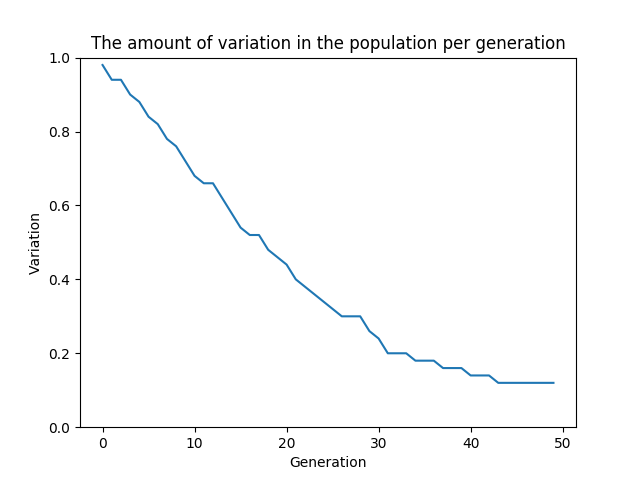 The amount of variation in the population per generation
1.0
0.8
0.6
0.4
0.2
0.0
Variation
0 10 20 30 40 50
Generation